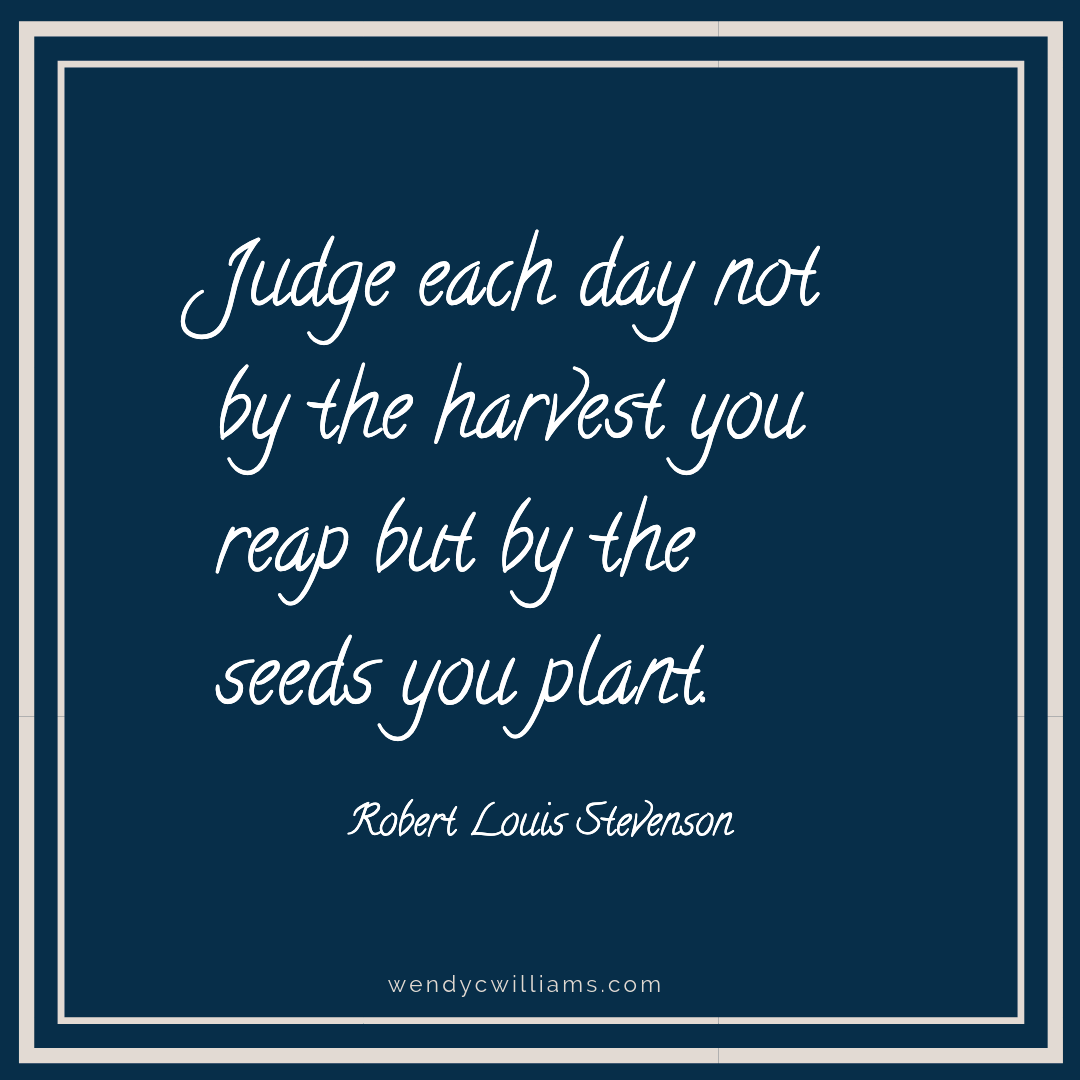 Judge each day not
by the harvest you
reap but by the
seeds you plant.
Robert Louis Stevenson
wendycwilliams.com